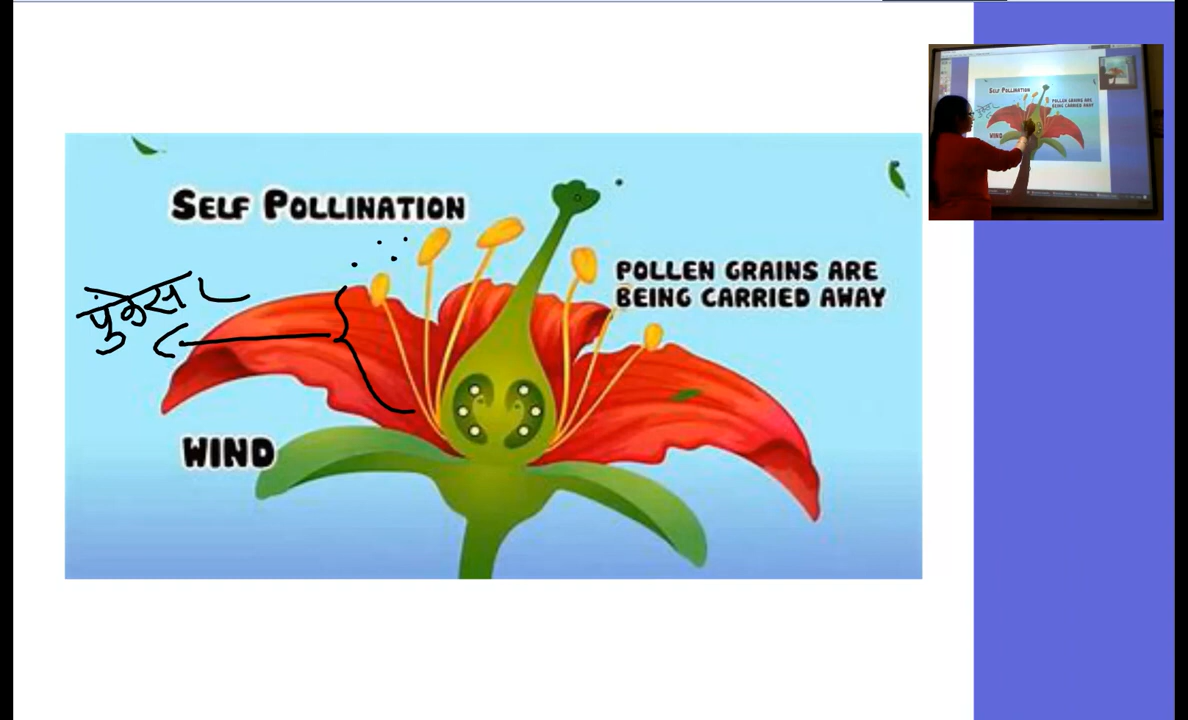 SELF POLLINATION
POLLEN GRAINS ARE
BEING CARRIED AWAY
पुंकेसर
WIND